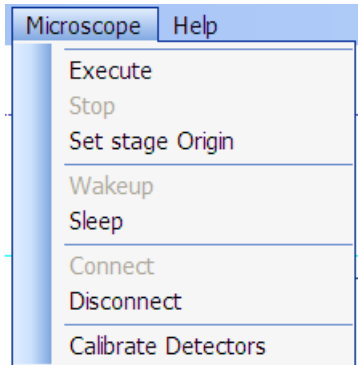 Microscope Help
Execute
Stop
Set stage Origin
Wakeup
Sleep
Connect
Disconnect
Calibrate Detectors